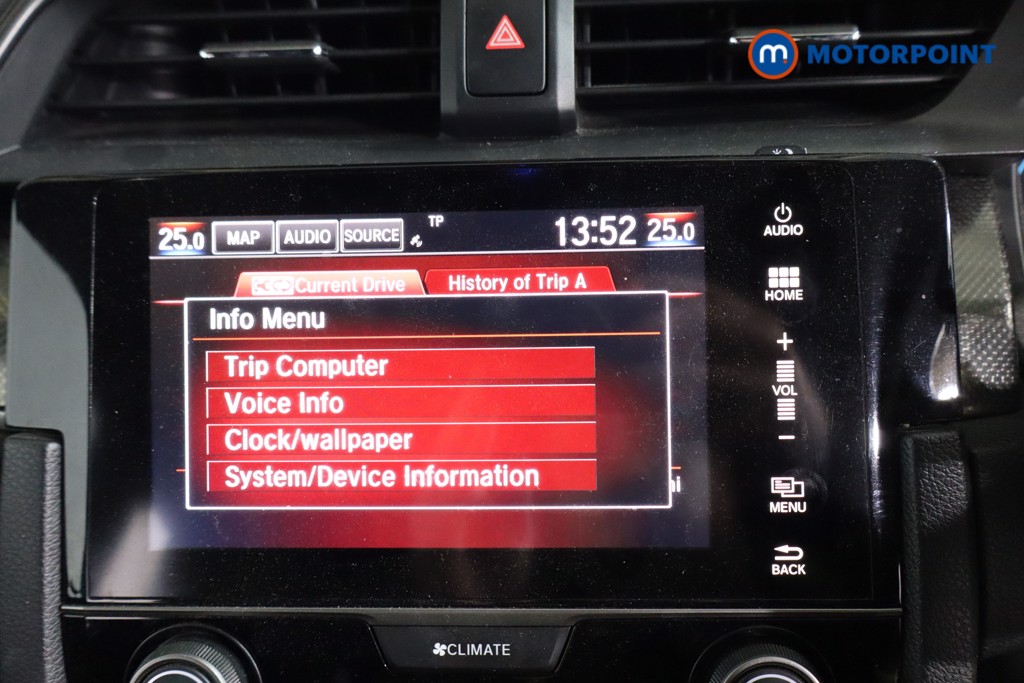 m MOTORPOINT
25.0 MAP AUDIO SOURCE TP 13:52 25.0
Current Drive History of Trip A
Info Menu
Trip Computer
Voice Info
Clock/wallpaper
System/Device Information
AUDIO
HOME
+
VOL
-
MENU
BACK
CLIMATE